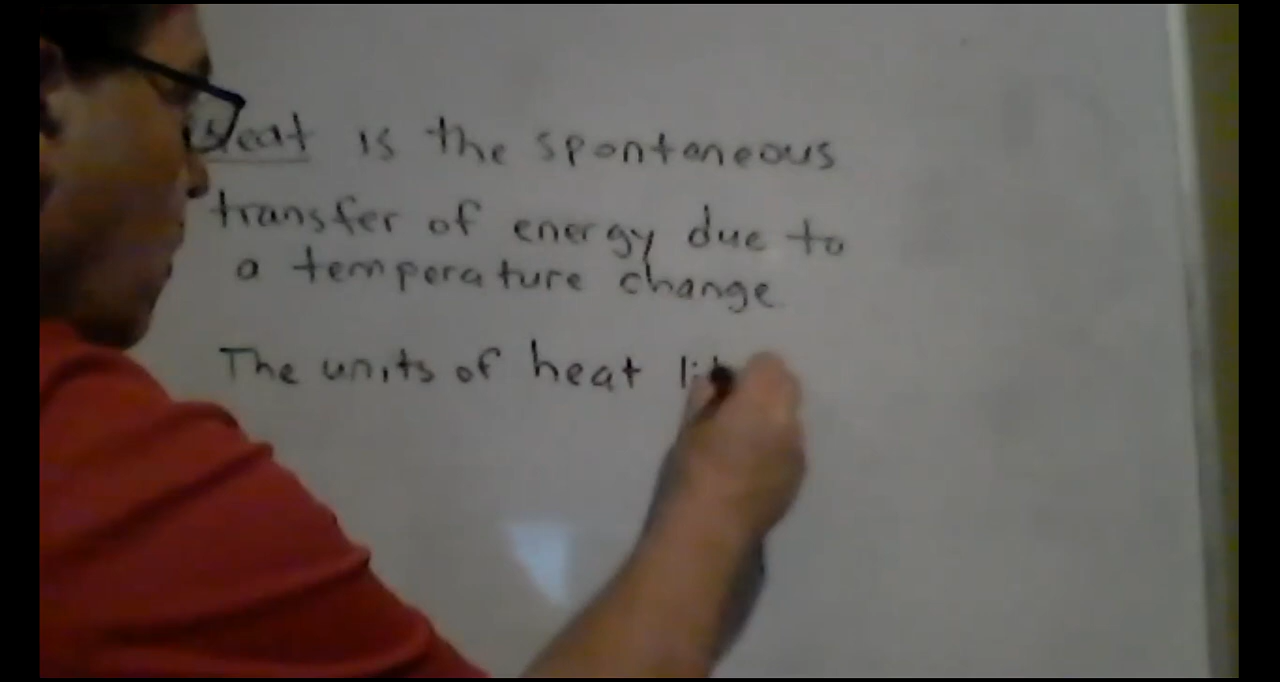 Heat is the spontaneous
transfer of energy due to
a temperature change
The units of heat